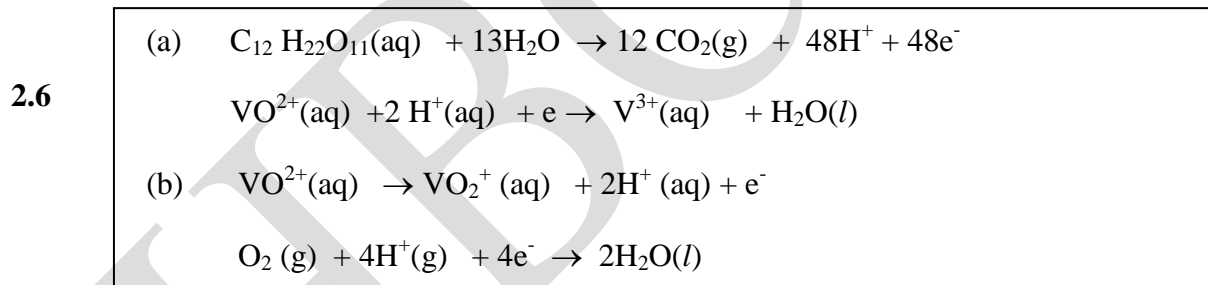 (a) C₁₂ H₂₂O₁₁(aq) + 13H₂O → 12 CO₂(g) + 48H⁺ + 48e⁻
2.6
VO²⁺(aq) +2 H⁺(aq) + e → V³⁺(aq) + H₂O(l)
(b) VO²⁺(aq) → VO₂⁺ (aq) + 2H⁺ (aq) + e⁻
O₂ (g) + 4H⁺(g) + 4e⁻ → 2H₂O(l)